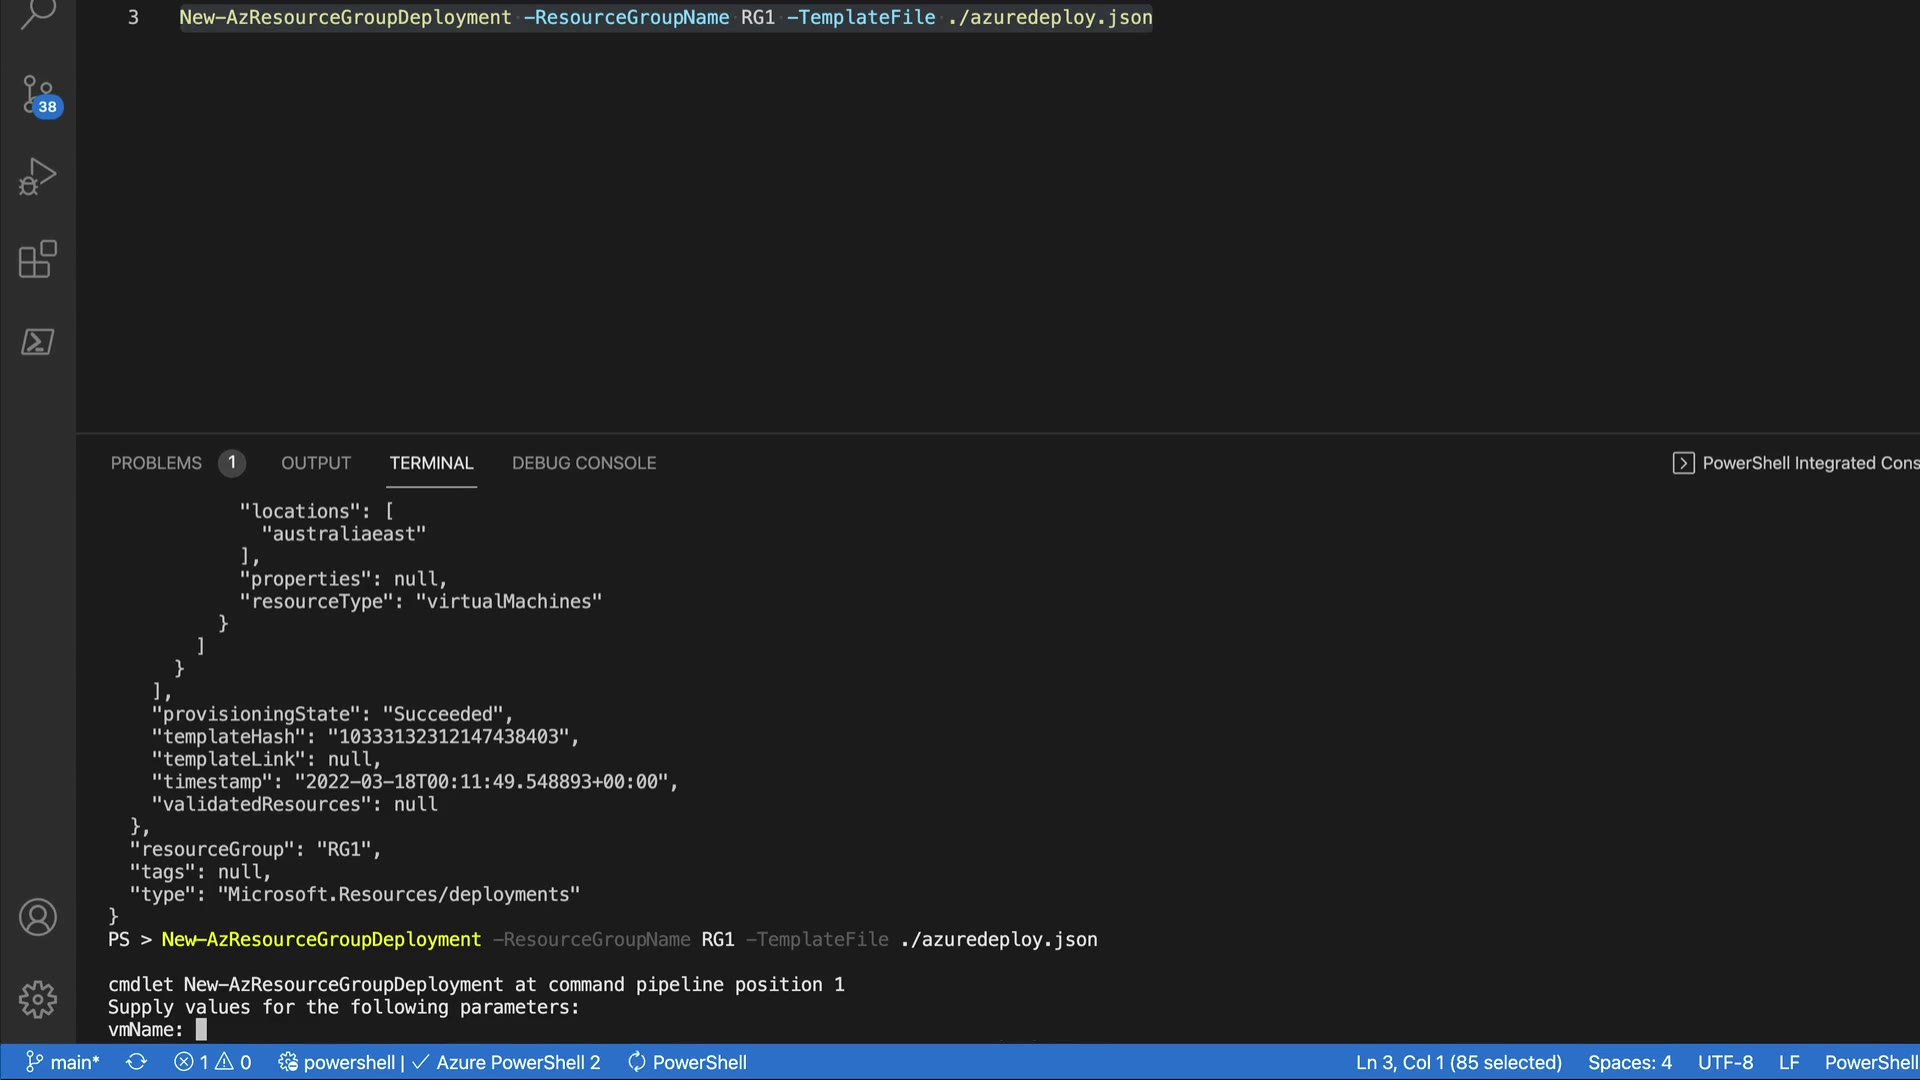 3 New-AzResourceGroupDeployment -ResourceGroupName RG1 -TemplateFile ./azuredeploy.json
38
PROBLEMS 1 OUTPUT TERMINAL DEBUG CONSOLE PowerShell Integrated Cons
"locations": [
"australiaeast"
],
"properties": null,
"resourceType": "virtualMachines"
}
]
}
],
"provisioningState": "Succeeded",
"templateHash": "10333132312147438403",
"templateLink": null,
"timestamp": "2022-03-18T00:11:49.548893+00:00",
"validatedResources": null
},
"resourceGroup": "RG1",
"tags": null,
"type": "Microsoft.Resources/deployments"
}
PS > New-AzResourceGroupDeployment -ResourceGroupName RG1 -TemplateFile ./azuredeploy.json
cmdlet New-AzResourceGroupDeployment at command pipeline position 1
Supply values for the following parameters:
vmName:
main* 1 0 powershell | ✓ Azure PowerShell 2 PowerShell Ln 3, Col 1 (85 selected) Spaces: 4 UTF-8 LF PowerShell